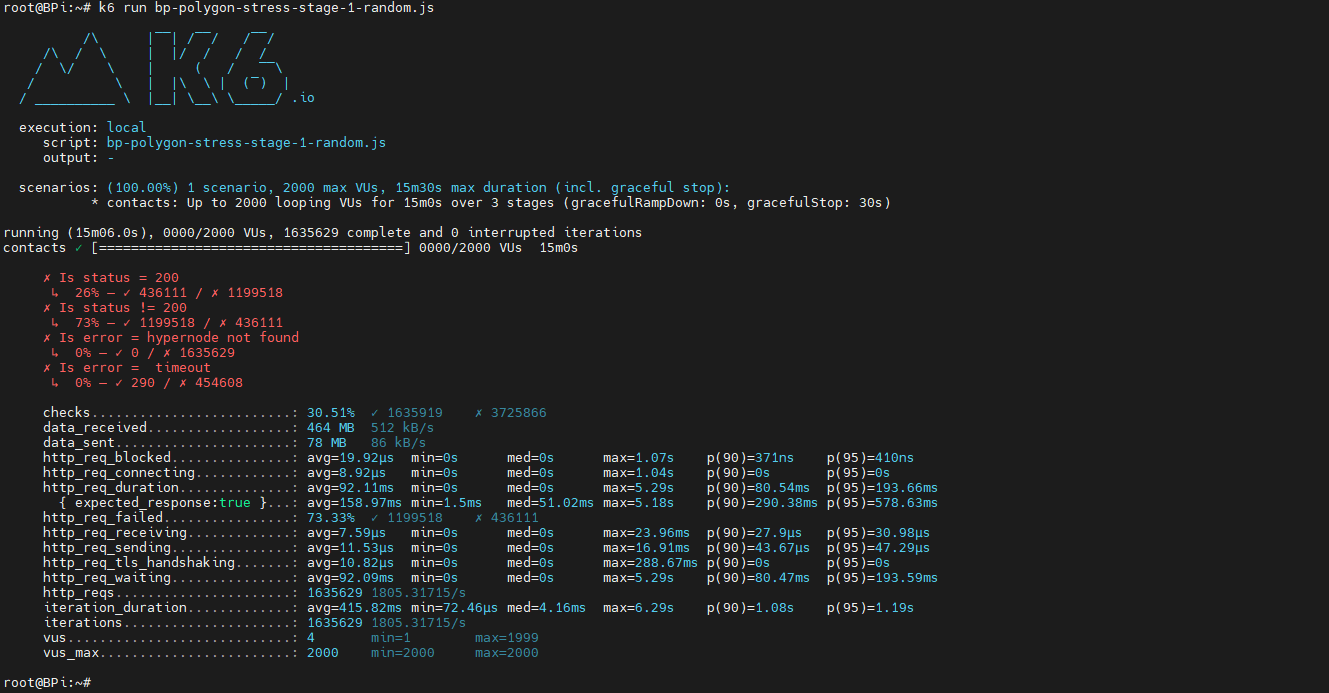 root@BPi:~# k6 run bp-polygon-stress-stage-1-random.js
          /\      |‾‾| /‾‾/   /‾‾/
     /\  /  \     |  |/  /   /  /
    /  \/    \    |     (   /   ‾‾\
   /          \   |  |\  \ |  (‾)  |
  / __________ \  |__| \__\ \_____/ .io
execution: local
script: bp-polygon-stress-stage-1-random.js
output: -
scenarios: (100.00%) 1 scenario, 2000 max VUs, 15m30s max duration (incl. graceful stop):
* contacts: Up to 2000 looping VUs for 15m0s over 3 stages (gracefulRampDown: 0s, gracefulStop: 30s)
running (15m06.0s), 0000/2000 VUs, 1635629 complete and 0 interrupted iterations
contacts ✓ [======================================] 0000/2000 VUs  15m0s
✗ Is status = 200
↳  26% — ✓ 436111 / ✗ 1199518
✗ Is status != 200
↳  73% — ✓ 1199518 / ✗ 436111
✗ Is error = hypernode not found
↳  0% — ✓ 0 / ✗ 1635629
✗ Is error =  timeout
↳  0% — ✓ 290 / ✗ 454608
checks.........................: 30.51%  ✓ 1635919    ✗ 3725866
data_received..................: 464 MB  512 kB/s
data_sent......................: 78 MB   86 kB/s
http_req_blocked...............: avg=19.92µs  min=0s      med=0s      max=1.07s    p(90)=371ns    p(95)=410ns
http_req_connecting............: avg=8.92µs   min=0s      med=0s      max=1.04s    p(90)=0s       p(95)=0s
http_req_duration..............: avg=92.11ms  min=0s      med=0s      max=5.29s    p(90)=80.54ms  p(95)=193.66ms
{ expected_response:true }...: avg=158.97ms min=1.5ms   med=51.02ms max=5.18s    p(90)=290.38ms p(95)=578.63ms
http_req_failed................: 73.33%  ✓ 1199518    ✗ 436111
http_req_receiving.............: avg=7.59µs   min=0s      med=0s      max=23.96ms  p(90)=27.9µs   p(95)=30.98µs
http_req_sending...............: avg=11.53µs  min=0s      med=0s      max=16.91ms  p(90)=43.67µs  p(95)=47.29µs
http_req_tls_handshaking.......: avg=10.82µs  min=0s      med=0s      max=288.67ms p(90)=0s       p(95)=0s
http_req_waiting...............: avg=92.09ms  min=0s      med=0s      max=5.29s    p(90)=80.47ms  p(95)=193.59ms
http_reqs......................: 1635629 1805.31715/s
iteration_duration.............: avg=415.82ms min=72.46µs med=4.16ms  max=6.29s    p(90)=1.08s    p(95)=1.19s
iterations.....................: 1635629 1805.31715/s
vus............................: 4       min=1        max=1999
vus_max........................: 2000    min=2000     max=2000
root@BPi:~#